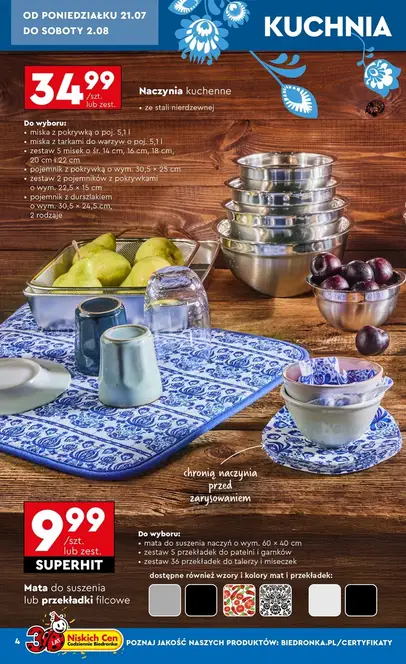 OD PONIEDZIAŁKU 21.07
DO SOBOTY 2.08
KUCHNIA
34.99
/szt.
lub zest.
Naczynia kuchenne
• ze stali nierdzewnej
Do wyboru:
• miska z pokrywką o poj. 5,1 l
• miska z tarkami do warzyw o poj. 5,1 l
• zestaw 5 misek o śr. 14 cm, 16 cm, 18 cm,
20 cm i 22 cm
• pojemnik z pokrywką o wym. 30,5 × 25 cm
• zestaw 2 pojemników z pokrywkami
o wym. 22,5 × 15 cm
• pojemnik z durszlakiem
o wym. 30,5 × 24,5 cm,
2 rodzaje
chronią naczynia
przed
zarysowaniem
9.99
/szt.
lub zest.
SUPERHIT
Mata do suszenia
lub przekładki filcowe
Do wyboru:
• mata do suszenia naczyń o wym. 60 × 40 cm
• zestaw 5 przekładek do patelni i garnków
• zestaw 36 przekładek do talerzy i miseczek
dostępne również wzory i kolory mat i przekładek:
4
30 lat
Niskich Cen
Codziennie Biedronka
POZNAJ JAKOŚĆ NASZYCH PRODUKTÓW: BIEDRONKA.PL/CERTYFIKATY